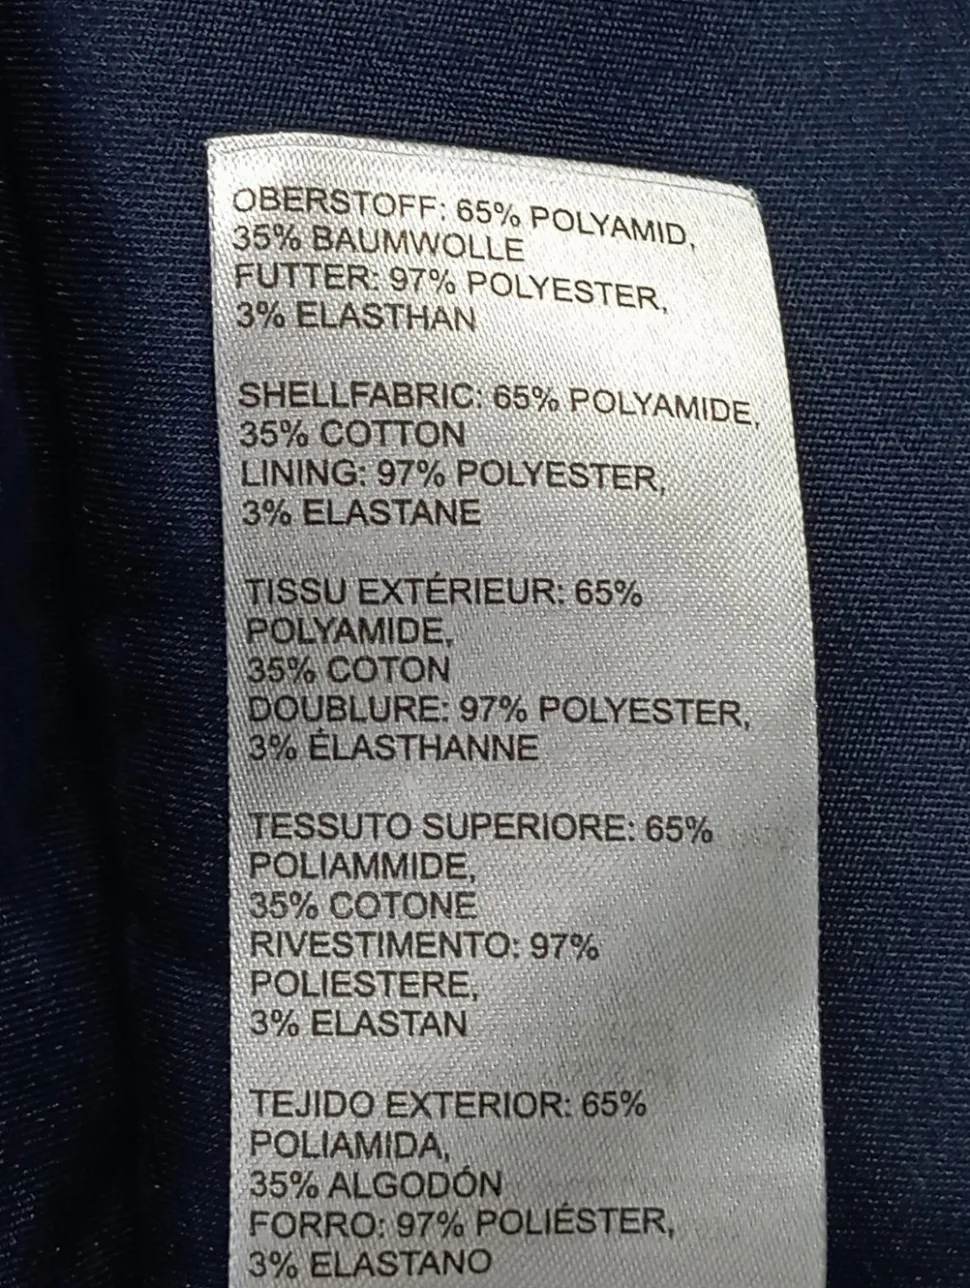 OBERSTOFF: 65% POLYAMID,
35% BAUMWOLLE
FUTTER: 97% POLYESTER,
3% ELASTHAN
SHELLFABRIC: 65% POLYAMIDE,
35% COTTON
LINING: 97% POLYESTER,
3% ELASTANE
TISSU EXTÉRIEUR: 65%
POLYAMIDE,
35% COTON
DOUBLURE: 97% POLYESTER,
3% ÉLASTHANNE
TESSUTO SUPERIORE: 65%
POLIAMMIDE,
35% COTONE
RIVESTIMENTO: 97%
POLIESTERE,
3% ELASTAN
TEJIDO EXTERIOR: 65%
POLIAMIDA,
35% ALGODÓN
FORRO: 97% POLIÉSTER,
3% ELASTANO